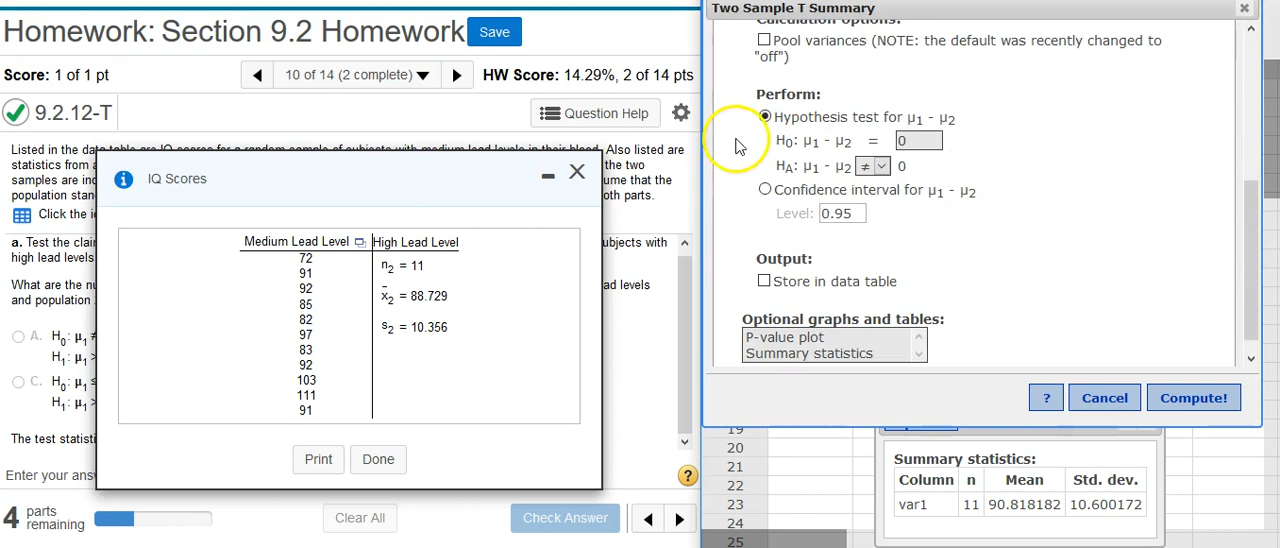 Homework: Section 9.2 Homework
Save
Score: 1 of 1 pt
10 of 14 (2 complete)
HW Score: 14.29%, 2 of 14 pts
9.2.12-T
Question Help
Listed in the data table are IQ scores for a random sample of subjects with medium lead levels in their blood. Also listed are
statistics from a
the two
samples are in
ume that the
population stan
oth parts.
Click the i
a. Test the clai
ubjects with
high lead levels
What are the nu
ad levels
and population
A. H0: μ1 ≠
H1: μ1 >
C. H0: μ1 ≤
H1: μ1 >
The test statisti
Enter your ans
4 parts
remaining
Clear All
Check Answer
?
IQ Scores
Medium Lead Level
High Lead Level
72
91
92
85
82
97
83
92
103
111
91
n2 = 11
x̄2 = 88.729
s2 = 10.356
Print
Done
Two Sample T Summary
Calculation options:
Pool variances (NOTE: the default was recently changed to
"off")
Perform:
Hypothesis test for μ1 - μ2
H0: μ1 - μ2 = 0
HA: μ1 - μ2 ≠ 0
Confidence interval for μ1 - μ2
Level: 0.95
Output:
Store in data table
Optional graphs and tables:
P-value plot
Summary statistics
?
Cancel
Compute!
19
20
21
22
23
24
25
Summary statistics:
Column n Mean Std. dev.
var1 11 90.818182 10.600172